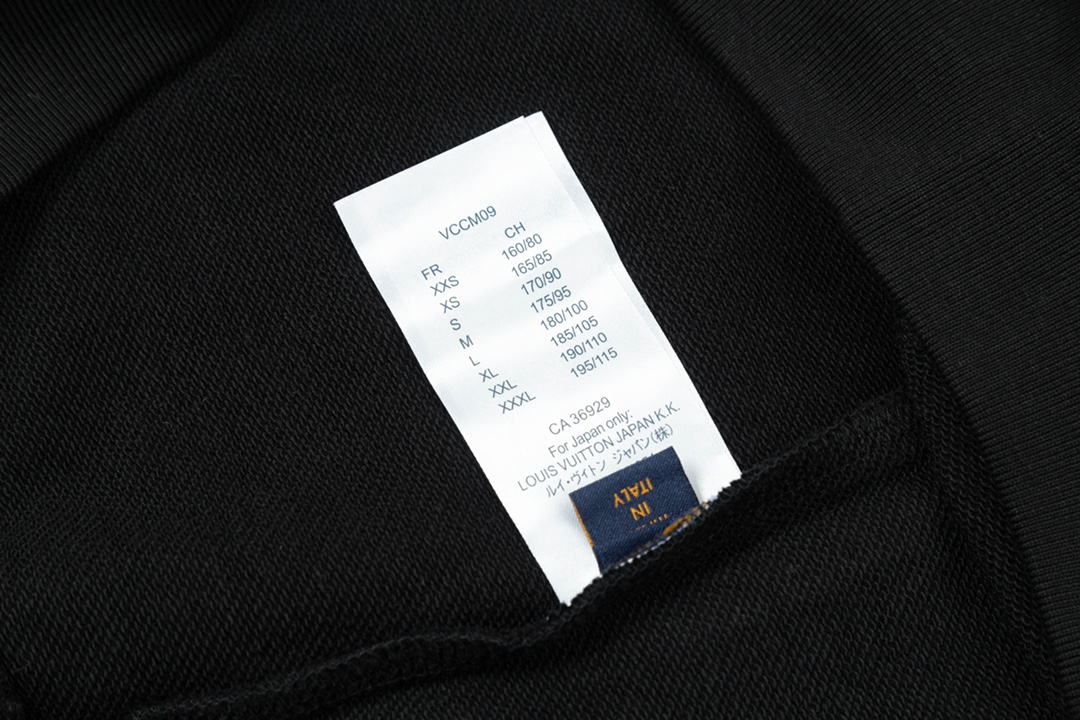 VCCM09
FR CH
XXS 160/80
XS 165/85
S 170/90
M 175/95
L 180/100
XL 185/105
XXL 190/110
XXXL 195/115
CA 36929
For Japan only:
LOUIS VUITTON JAPAN K.K.
ルイ・ヴィトン ジャパン(株)
IN
ITALY